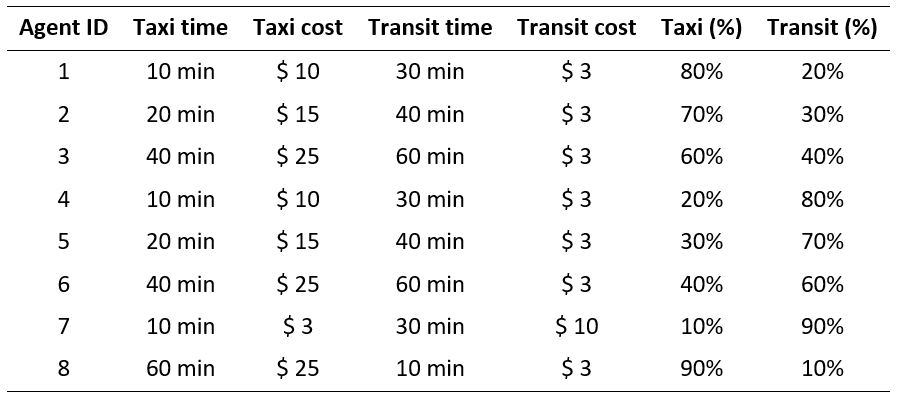 Agent ID Taxi time Taxi cost Transit time Transit cost Taxi (%) Transit (%)
1 10 min $ 10 30 min $ 3 80% 20%
2 20 min $ 15 40 min $ 3 70% 30%
3 40 min $ 25 60 min $ 3 60% 40%
4 10 min $ 10 30 min $ 3 20% 80%
5 20 min $ 15 40 min $ 3 30% 70%
6 40 min $ 25 60 min $ 3 40% 60%
7 10 min $ 3 30 min $ 10 10% 90%
8 60 min $ 25 10 min $ 3 90% 10%